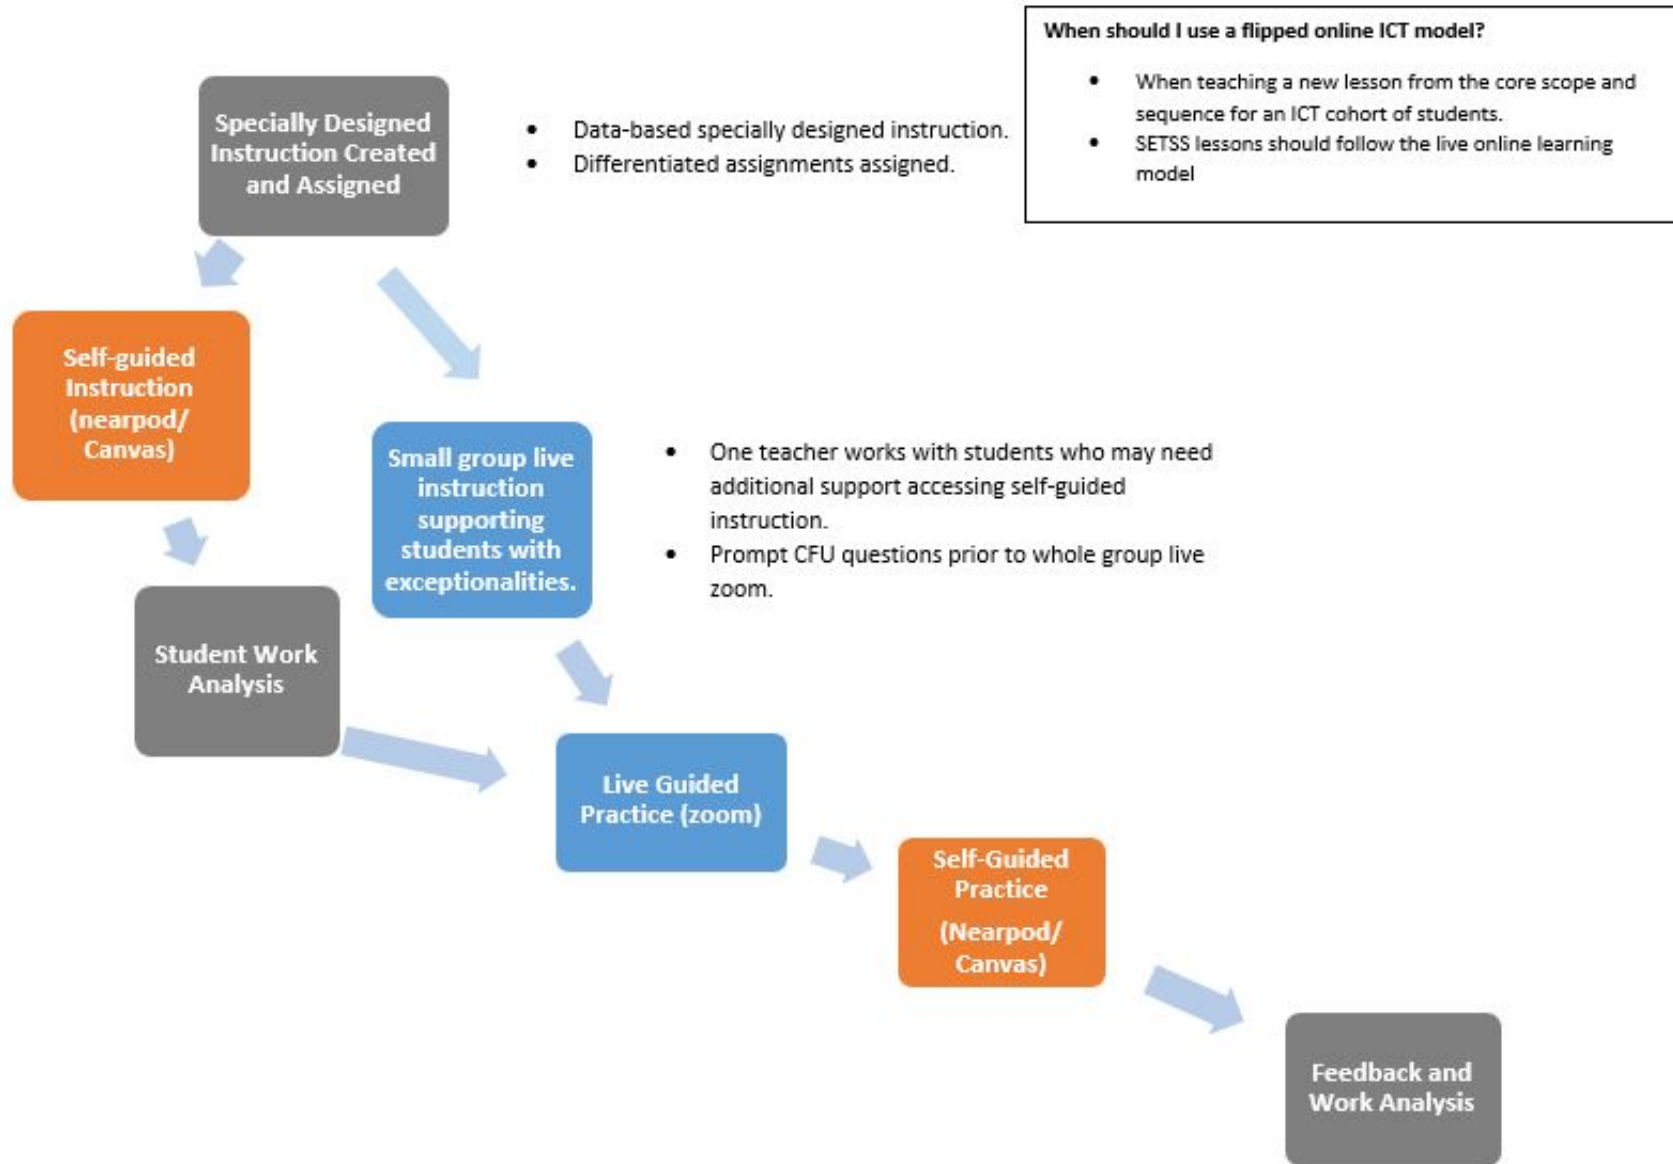 When should I use a flipped online ICT model?
• When teaching a new lesson from the core scope and
sequence for an ICT cohort of students.
• SETSS lessons should follow the live online learning
model
Specially Designed
Instruction Created
and Assigned
• Data-based specially designed instruction.
• Differentiated assignments assigned.
Self-guided
Instruction
(nearpod/
Canvas)
Small group live
instruction
supporting
students with
exceptionalities.
• One teacher works with students who may need
additional support accessing self-guided
instruction.
• Prompt CFU questions prior to whole group live
zoom.
Student Work
Analysis
Live Guided
Practice (zoom)
Self-Guided
Practice
(Nearpod/
Canvas)
Feedback and
Work Analysis